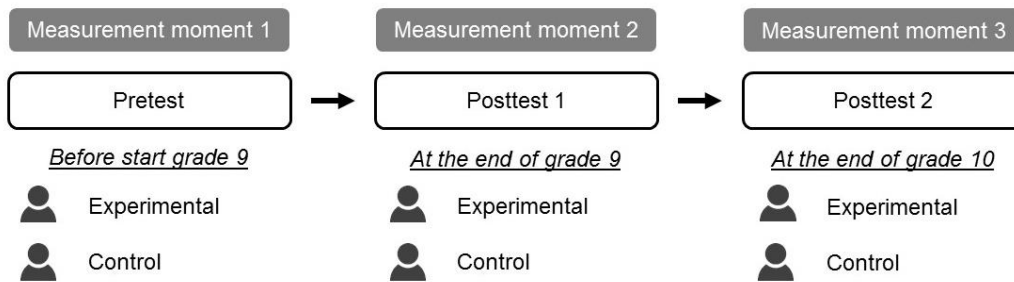 Measurement moment 1
Measurement moment 2
Measurement moment 3
Pretest
Posttest 1
Posttest 2
Before start grade 9
At the end of grade 9
At the end of grade 10
Experimental
Experimental
Experimental
Control
Control
Control